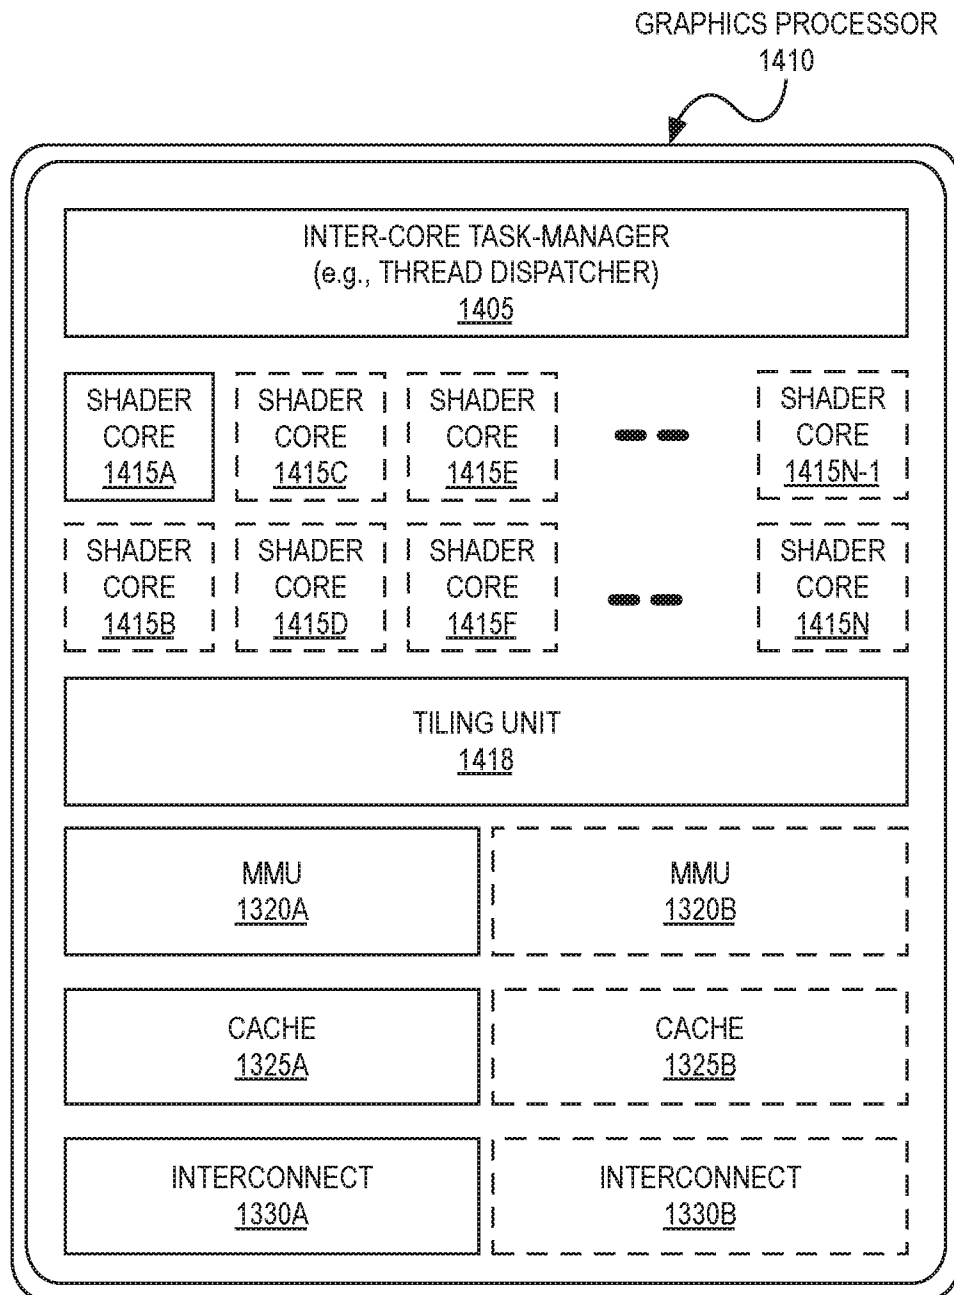 GRAPHICS PROCESSOR
1410
INTER-CORE TASK-MANAGER
(e.g., THREAD DISPATCHER)
1405
SHADER
CORE
1415A
SHADER
CORE
1415C
SHADER
CORE
1415E
SHADER
CORE
1415N-1
SHADER
CORE
1415B
SHADER
CORE
1415D
SHADER
CORE
1415F
SHADER
CORE
1415N
TILING UNIT
1418
MMU
1320A
MMU
1320B
CACHE
1325A
CACHE
1325B
INTERCONNECT
1330A
INTERCONNECT
1330B